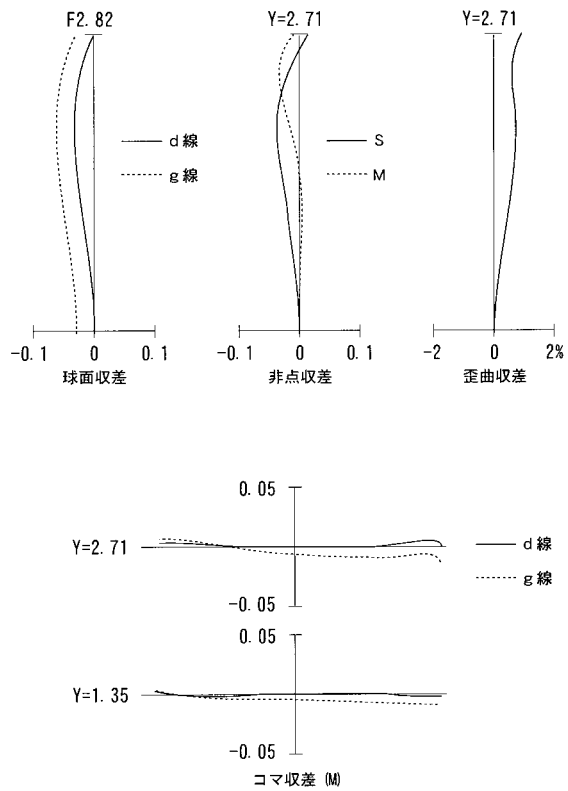 F2.82
Y=2.71
Y=2.71
d線
g線
S
M
-0.1 0 0.1
-0.1 0 0.1
-2 0 2%
球面収差
非点収差
歪曲収差
0.05
Y=2.71
-0.05
d線
g線
0.05
Y=1.35
-0.05
コマ収差 (M)